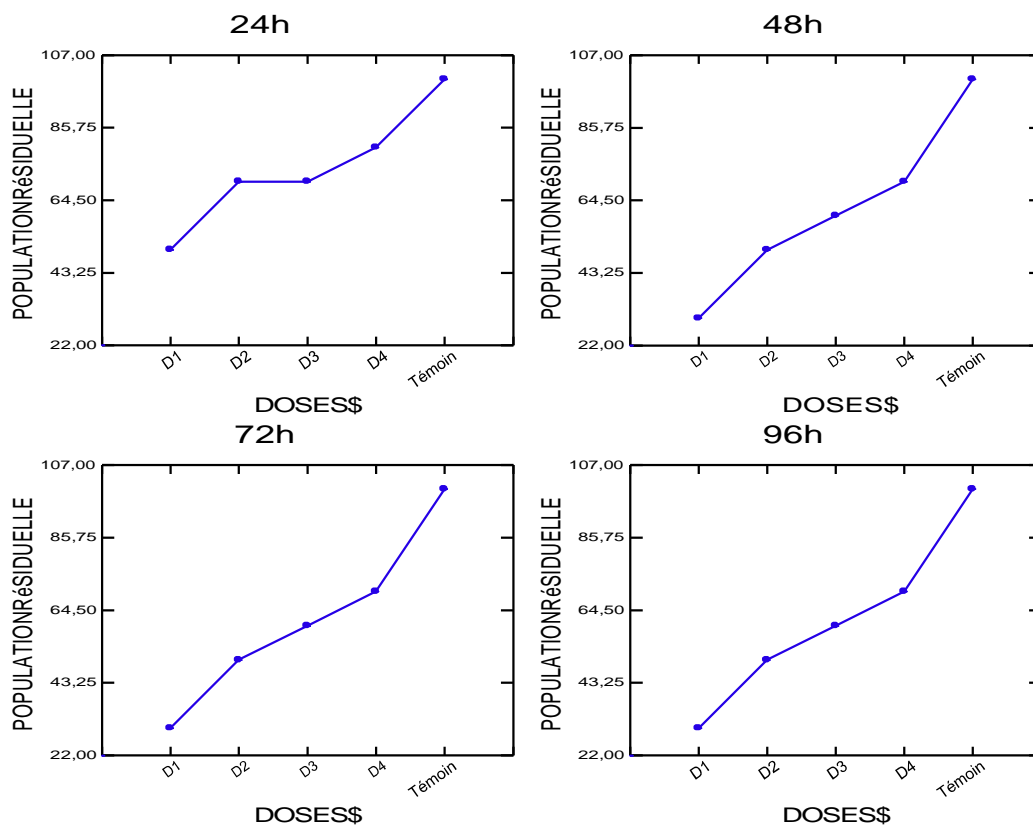 24h
POPULATIONRéSIDUELLE
107,00
85,75
64,50
43,25
22,00
D1
D2
D3
D4
Témoin
DOSES$
48h
POPULATIONRéSIDUELLE
107,00
85,75
64,50
43,25
22,00
D1
D2
D3
D4
Témoin
DOSES$
72h
POPULATIONRéSIDUELLE
107,00
85,75
64,50
43,25
22,00
D1
D2
D3
D4
Témoin
DOSES$
96h
POPULATIONRéSIDUELLE
107,00
85,75
64,50
43,25
22,00
D1
D2
D3
D4
Témoin
DOSES$